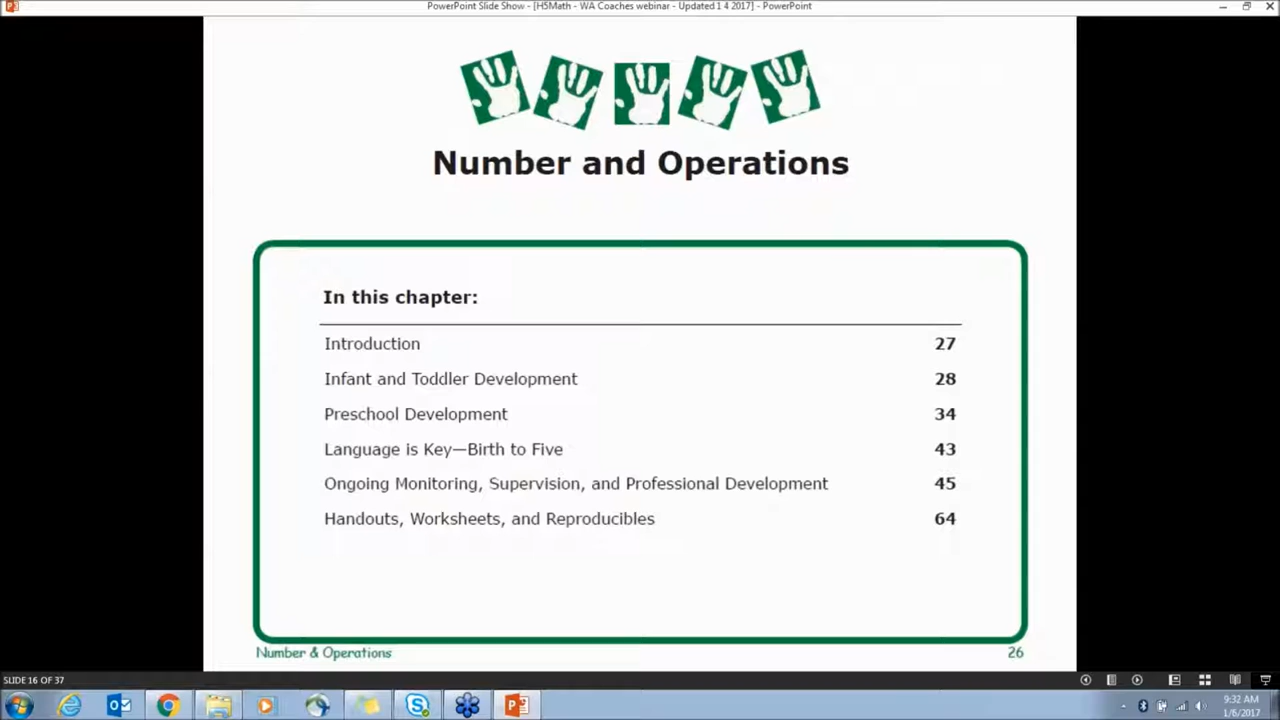 PowerPoint Slide Show - [H5Math - WA Coaches webinar - Updated 1 4 2017] - PowerPoint
Number and Operations
In this chapter:
Introduction 27
Infant and Toddler Development 28
Preschool Development 34
Language is Key—Birth to Five 43
Ongoing Monitoring, Supervision, and Professional Development 45
Handouts, Worksheets, and Reproducibles 64
Number & Operations 26
SLIDE 16 OF 37
9:32 AM
1/6/2017